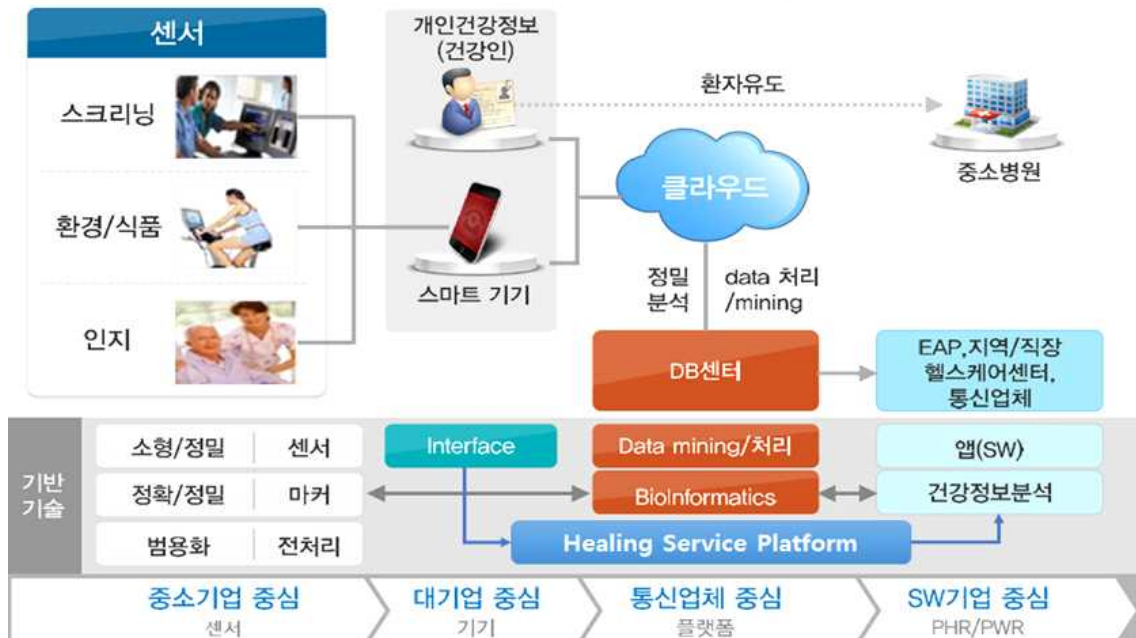 센서
스크리닝
환경/식품
인지
개인건강정보
(건강인)
스마트 기기
환자유도
중소병원
클라우드
정밀
분석
data 처리
/mining
DB센터
EAP,지역/직장
헬스케어센터,
통신업체
기반
기술
소형/정밀
센서
정확/정밀
마커
범용화
전처리
Interface
Data mining/처리
BioInformatics
앱(SW)
건강정보분석
Healing Service Platform
중소기업 중심
센서
대기업 중심
기기
통신업체 중심
플랫폼
SW기업 중심
PHR/PWR